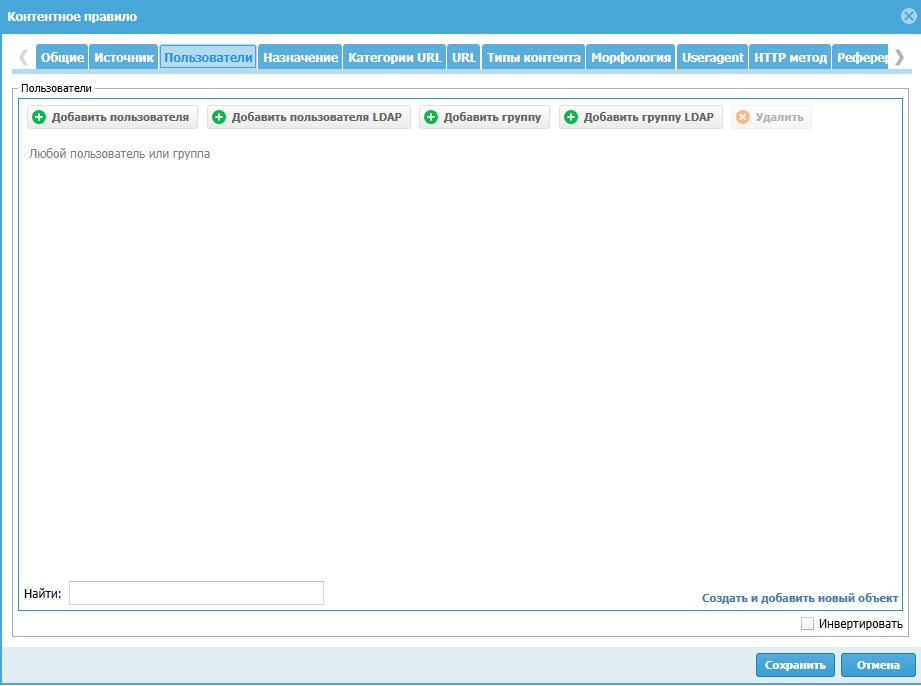 Контентное правило
Общие Источник Пользователи Назначение Категории URL URL Типы контента Морфология Useragent HTTP метод
Пользователи
Добавить пользователя Добавить пользователя LDAP Добавить группу Добавить группу LDAP Удалить
Любой пользователь или группа
Найти:
Создать и добавить новый объект
Инвертировать
Сохранить Отмена